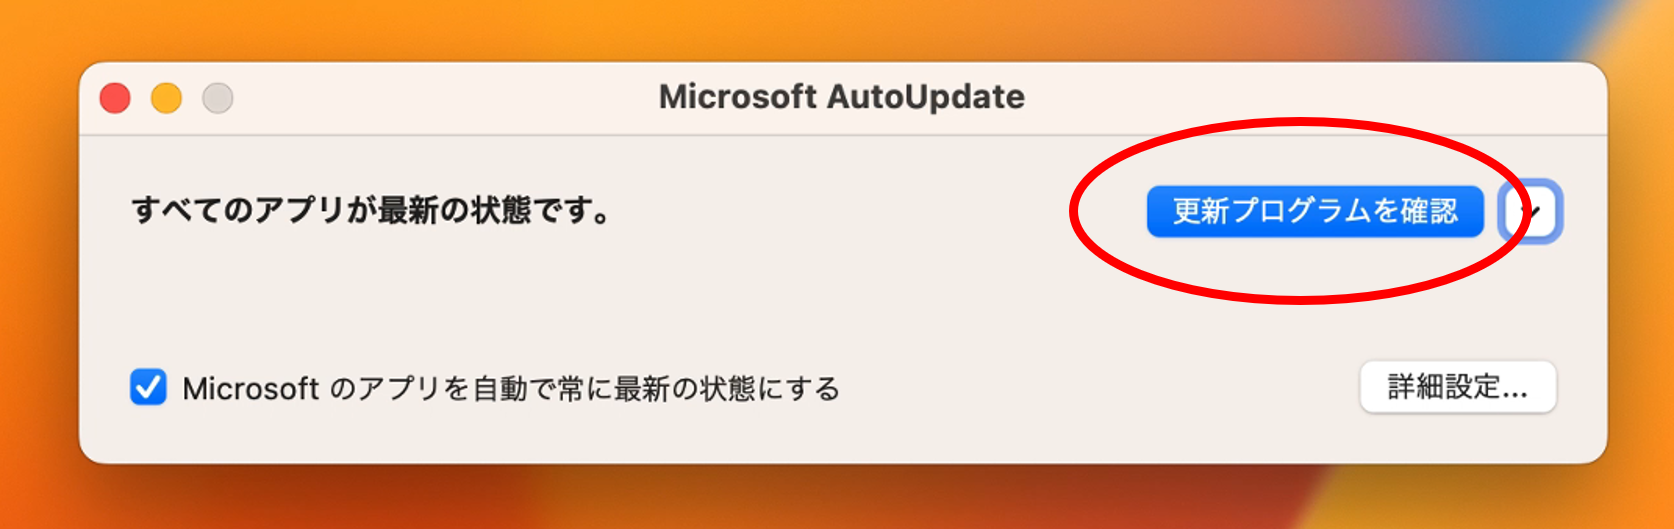 Microsoft AutoUpdate
すべてのアプリが最新の状態です。
更新プログラムを確認
Microsoft のアプリを自動で常に最新の状態にする
詳細設定...